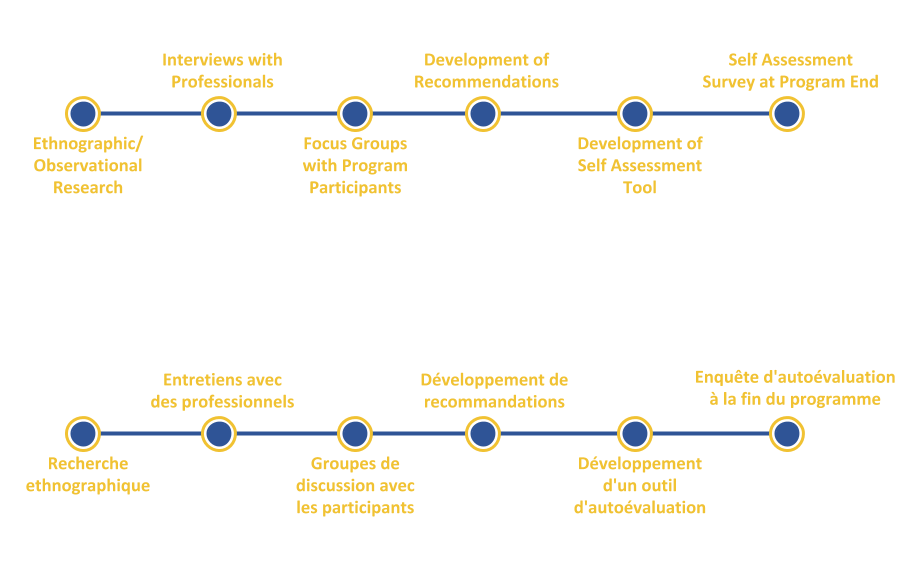 Interviews with
Professionals
Development of
Recommendations
Self Assessment
Survey at Program End
Ethnographic/
Observational
Research
Focus Groups
with Program
Participants
Development of
Self Assessment
Tool
Entretiens avec
des professionnels
Développement de
recommandations
Enquête d'autoévaluation
à la fin du programme
Recherche
ethnographique
Groupes de
discussion avec
les participants
Développement
d'un outil
d'autoévaluation